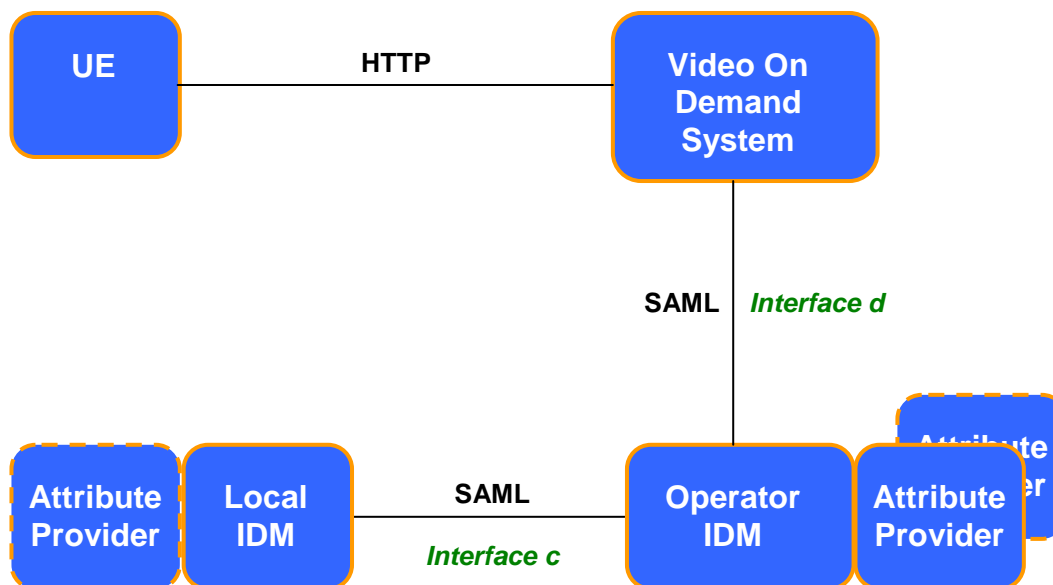 UE
HTTP
Video On
Demand
System
SAML
Interface d
Attribute
Provider
Local
IDM
SAML
Interface c
Operator
IDM
Attribute
Provider